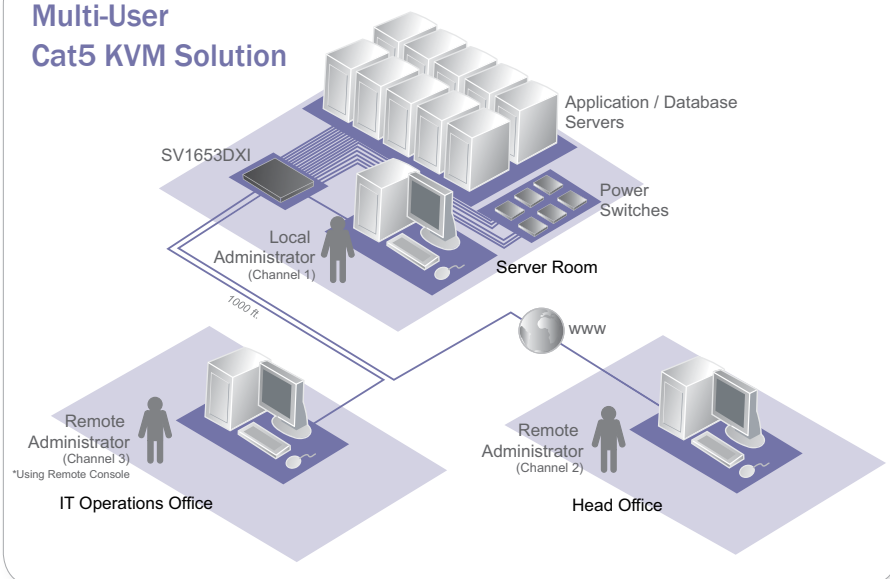 Multi-User
Cat5 KVM Solution
Application / Database
Servers
SV1653DXI
Power
Switches
Local
Administrator
(Channel 1)
Server Room
1000 ft.
www
Remote
Administrator
(Channel 3)
*Using Remote Console
IT Operations Office
Remote
Administrator
(Channel 2)
Head Office